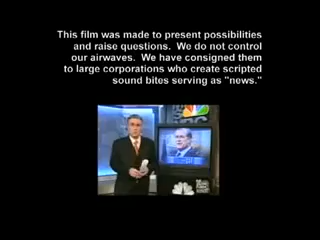 This film was made to present possibilities
and raise questions.  We do not control
our airwaves.  We have consigned them
to large corporations who create scripted
sound bites serving as "news."